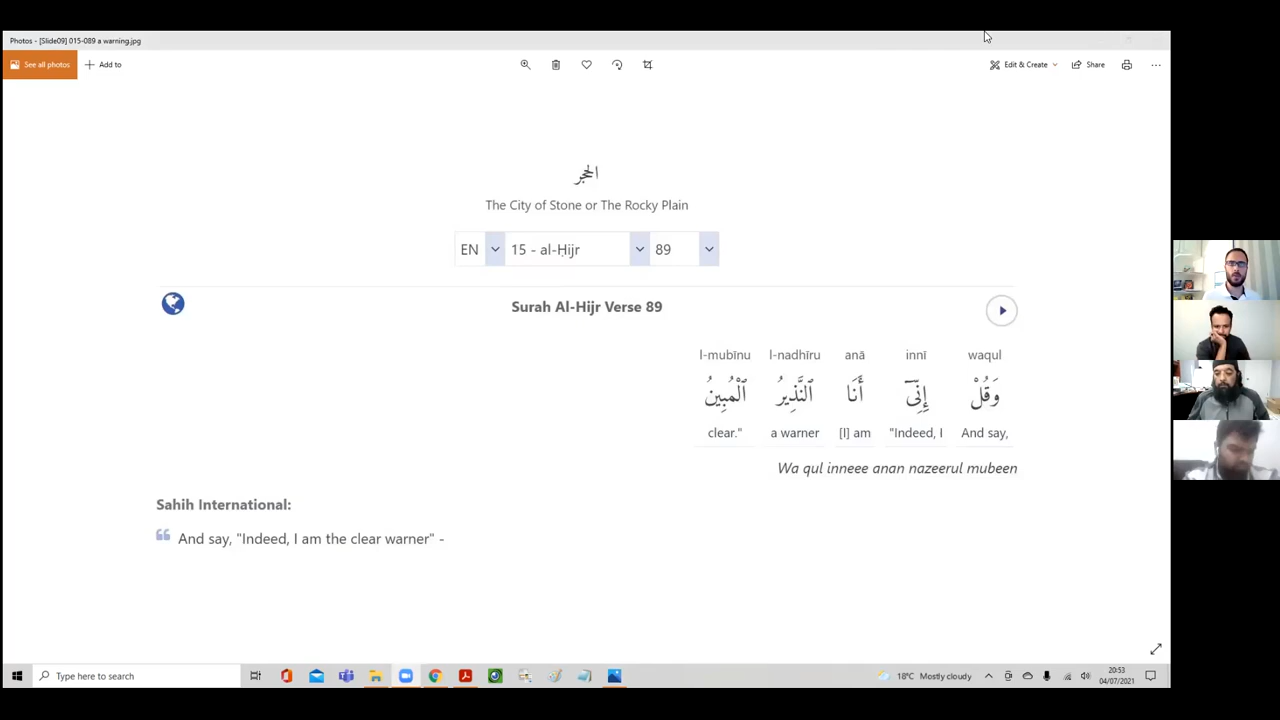 Photos - [Slide09] 015-089 a warning.jpg
See all photos
Add to
Edit & Create
Share
الحجر
The City of Stone or The Rocky Plain
EN 15 - al-Ḥijr 89
Surah Al-Hijr Verse 89
l-mubīnu l-nadhīru anā innī waqul
وَقُلْ إِنِّىٓ أَنَا ٱلنَّذِيرُ ٱلْمُبِينُ
clear." a warner [I] am "Indeed, I And say,
Wa qul inneee anan nazeerul mubeen
Sahih International:
And say, "Indeed, I am the clear warner" -
Type here to search
18°C Mostly cloudy
20:53
04/07/2021